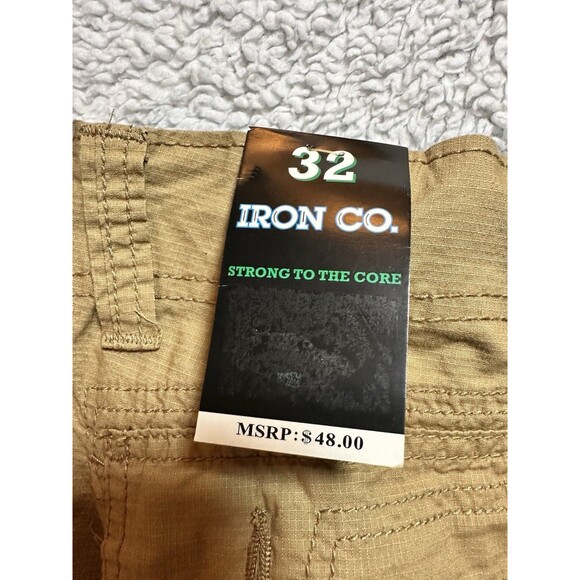 32
IRON CO.
STRONG TO THE CORE
MSRP: $48.00